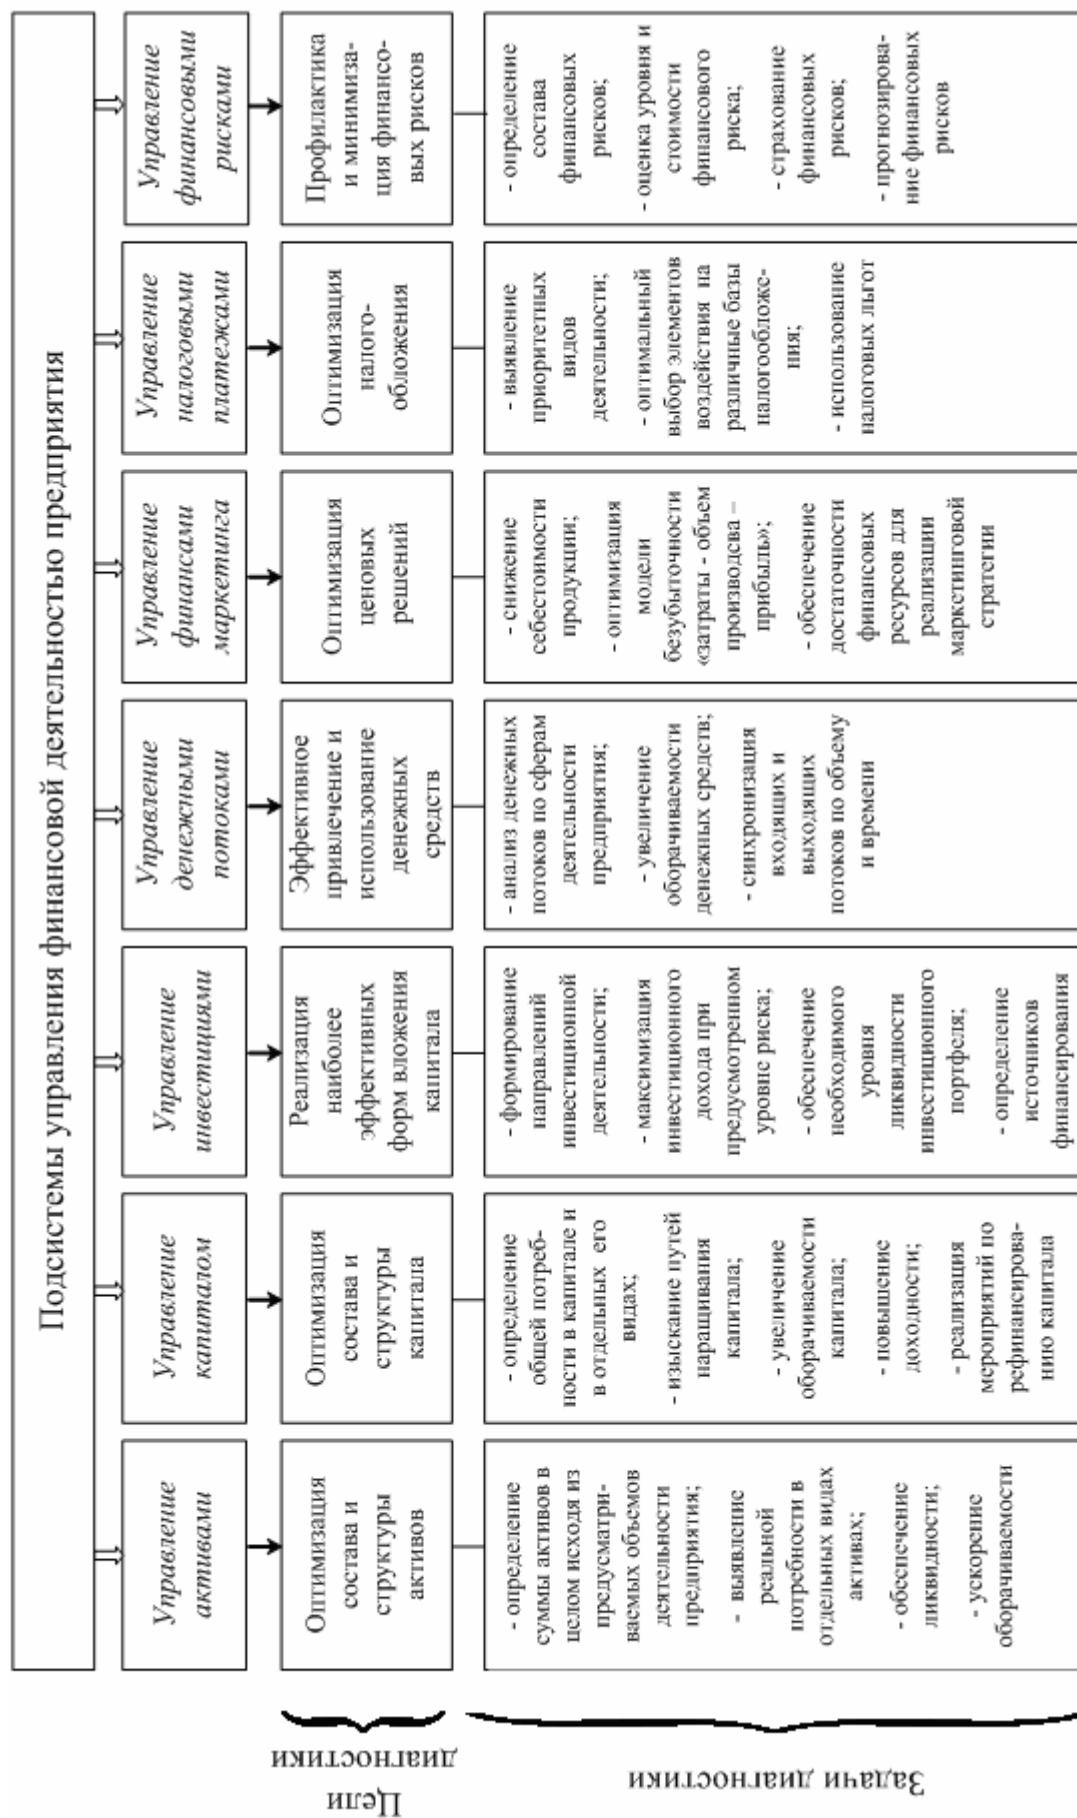 Подсистемы управления финансовой деятельностью предприятия
Управление
активами
Управление
капиталом
Управление
инвестициями
Управление
денежными
потоками
Управление
финансами
маркетинга
Управление
налоговыми
платежами
Управление
финансовыми
рисками
Цели
диагностики
Оптимизация
состава и
структуры
активов
Оптимизация
состава и
структуры
капитала
Реализация
наиболее
эффективных
форм вложения
капитала
Эффективное
привлечение и
использование
денежных
средств
Оптимизация
ценовых
решений
Оптимизация
налого-
обложения
Профилактика
и минимиза-
ция финансо-
вых рисков
Задачи диагностики
- определение
суммы активов в
целом исходя из
предусматри-
ваемых объемов
деятельности
предприятия;
- выявление
реальной
потребности в
отдельных видах
активах;
- обеспечение
ликвидности;
- ускорение
оборачиваемости
- определение
общей потреб-
ности в капитале и
в отдельных его
видах;
- изыскание путей
наращивания
капитала;
- увеличение
оборачиваемости
капитала;
- повышение
доходности;
- реализация
мероприятий по
рефинансирова-
нию капитала
- формирование
направлений
инвестиционной
деятельности;
- максимизация
инвестиционного
дохода при
предусмотренном
уровне риска;
- обеспечение
необходимого
уровня
ликвидности
инвестиционного
портфеля;
- определение
источников
финансирования
- анализ денежных
потоков по сферам
деятельности
предприятия;
- увеличение
оборачиваемости
денежных средств;
- синхронизация
входящих и
выходящих
потоков по объему
и времени
- снижение
себестоимости
продукции;
- оптимизация
модели
безубыточности
«затраты - объем
производсва –
прибыль»;
- обеспечение
достаточности
финансовых
ресурсов для
реализации
маркетинговой
стратегии
- выявление
приоритетных
видов
деятельности;
- оптимальный
выбор элементов
воздействия на
различные базы
налогообложе-
ния;
- использование
налоговых льгот
- определение
состава
финансовых
рисков;
- оценка уровня и
стоимости
финансового
риска;
- страхование
финансовых
рисков;
- прогнозирова-
ние финансовых
рисков